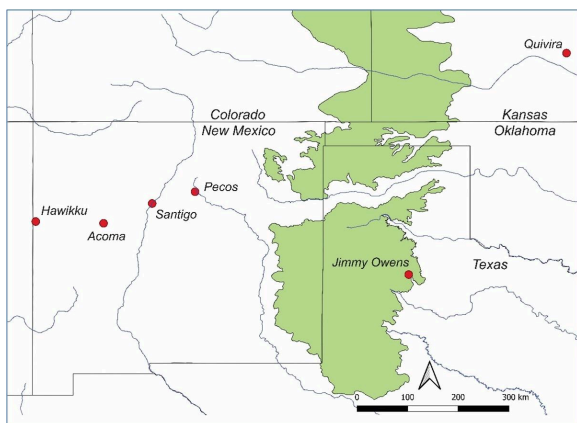 Quivira
Colorado
New Mexico
Kansas
Oklahoma
Pecos
Hawikku
Santigo
Acoma
Jimmy Owens
Texas
0 100 200 300 km